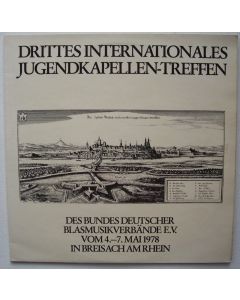 DRITTES INTERNATIONALES
JUGENDKAPELLEN-TREFFEN
DES BUNDES DEUTSCHER
BLASMUSIKVERBÄNDE E.V.
VOM 4.–7. MAI 1978
IN BREISACH AM RHEIN